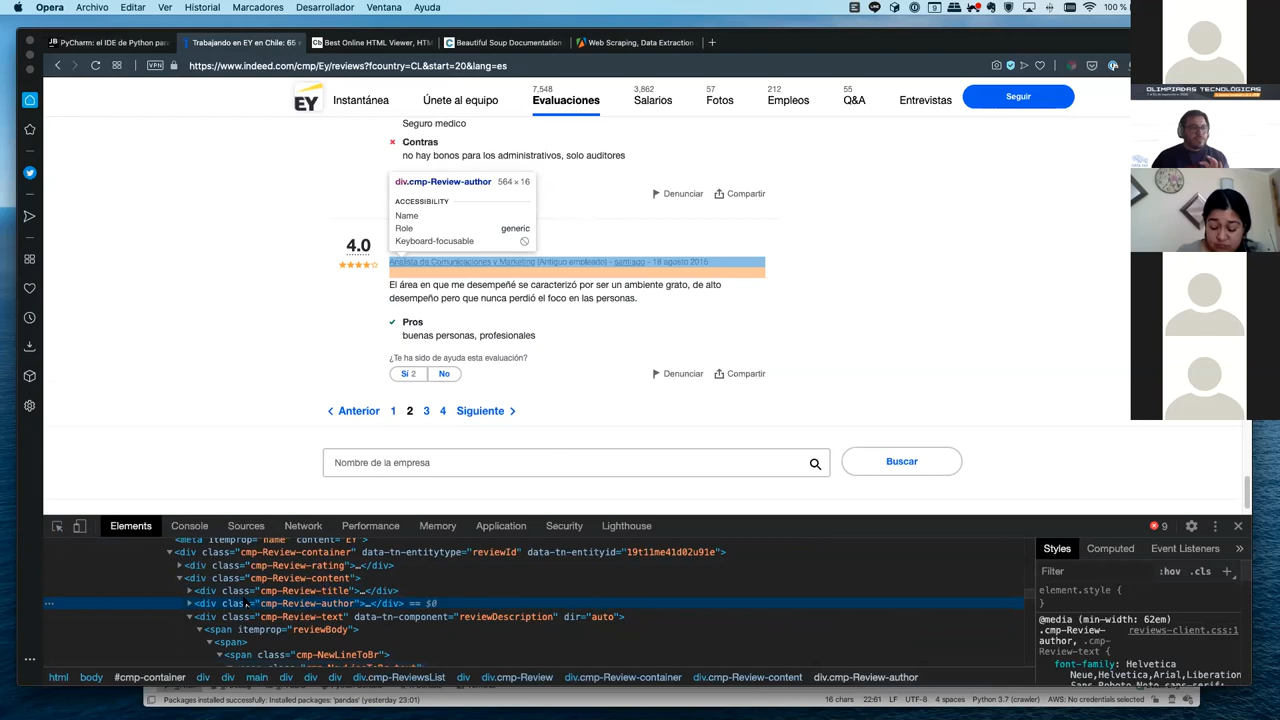 Opera Archivo Editar Ver Historial Marcadores Desarrollador Ventana Ayuda
100 %
PyCharm: el IDE de Python par
Trabajando en EY en Chile: 65
Best Online HTML Viewer, HTM
Beautiful Soup Documentation
Web Scraping, Data Extraction
VPN https://www.indeed.com/cmp/Ey/reviews?fcountry=CL&start=20&lang=es
OLIMPIADAS TECNOLÓGICAS
7,548 3,862 57 212 55
EY Instantánea Únete al equipo Evaluaciones Salarios Fotos Empleos Q&A Entrevistas Seguir
Seguro medico
Contras
no hay bonos para los administrativos, solo auditores
div.cmp-Review-author 564 × 16
Denunciar Compartir
ACCESSIBILITY
Name
Role generic
Keyboard-focusable
4.0
Analista de Comunicaciones y Marketing (Antiguo empleado) - santiago - 18 agosto 2015
El área en que me desempeñé se caracterizó por ser un ambiente grato, de alto
desempeño pero que nunca perdió el foco en las personas.
Pros
buenas personas, profesionales
¿Te ha sido de ayuda esta evaluación?
Sí 2 No
Denunciar Compartir
Anterior 1 2 3 4 Siguiente
Nombre de la empresa
Buscar
Elements Console Sources Network Performance Memory Application Security Lighthouse 9
<meta itemprop="name" content="EY">
<div class="cmp-Review-container" data-tn-entitytype="reviewId" data-tn-entityid="19t11me41d02u91e">
<div class="cmp-Review-rating">…</div>
<div class="cmp-Review-content">
<div class="cmp-Review-title">…</div>
<div class="cmp-Review-author">…</div> == $0
<div class="cmp-Review-text" data-tn-component="reviewDescription" dir="auto">
<span itemprop="reviewBody">
<span>
<span class="cmp-NewLineToBr">
Styles Computed Event Listeners
Filter :hov .cls +
element.style {
}
@media (min-width: 62em)
.cmp-Review- reviews-client.css:1
author, .cmp-
Review-text {
font-family: Helvetica
Neue,Helvetica,Arial,Liberation
html body #cmp-container div div main div div div.cmp-ReviewsList div div.cmp-Review div.cmp-Review-container div.cmp-Review-content div.cmp-Review-author
Packages installed successfully: Installed packages: 'pandas' (yesterday 23:01) 16 chars 22:61 LF UTF-8 4 spaces Python 3.7 (crawler) AWS: No credentials selected